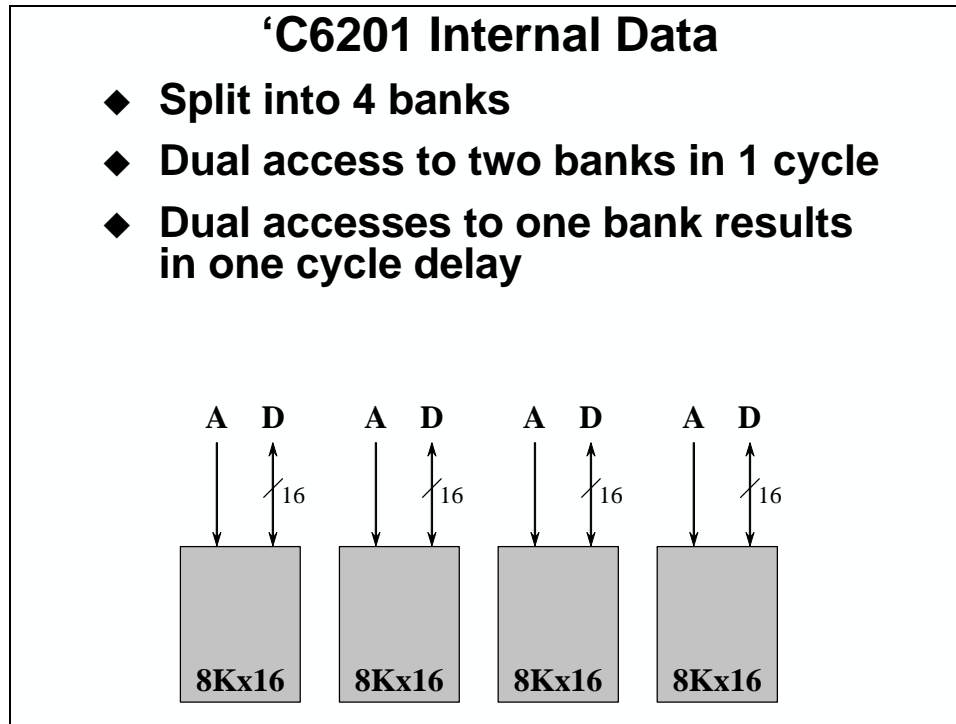 ‘C6201 Internal Data
◆ Split into 4 banks
◆ Dual access to two banks in 1 cycle
◆ Dual accesses to one bank results
in one cycle delay
A D A D A D A D
16 16 16 16
8Kx16 8Kx16 8Kx16 8Kx16